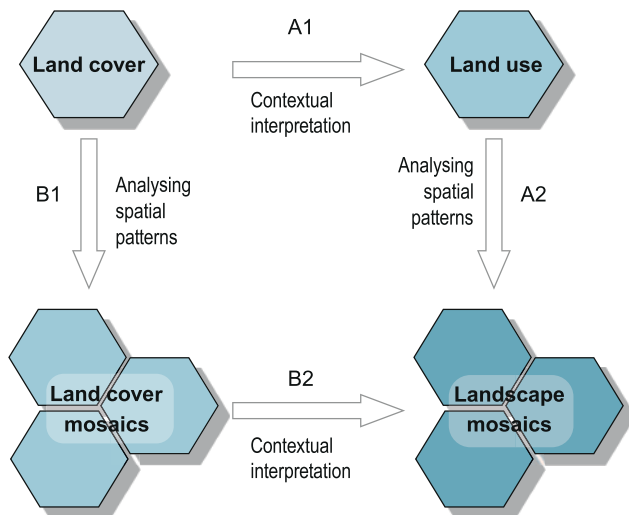 Land cover
A1
Contextual
interpretation
Land use
B1
Analysing
spatial
patterns
Analysing
spatial
patterns
A2
Land cover
mosaics
B2
Contextual
interpretation
Landscape
mosaics